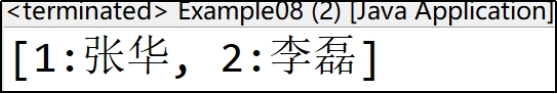 <terminated> Example08 (2) [Java Application]
[1:张华, 2:李磊]